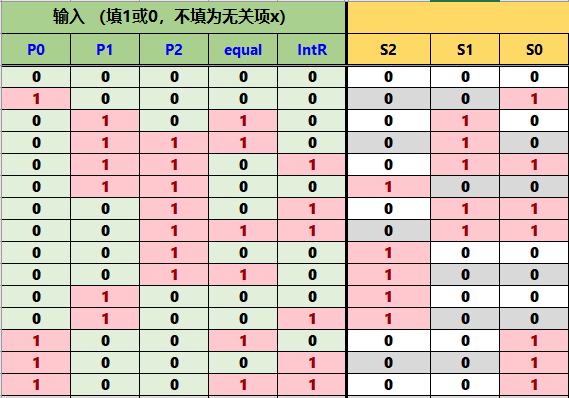 输入 （填1或0，不填为无关项x）
P0 P1 P2 equal IntR S2 S1 S0
0 0 0 0 0 0 0 0
1 0 0 0 0 0 0 1
0 1 0 1 0 0 1 0
0 1 1 1 0 0 1 0
0 1 1 0 1 0 1 1
0 1 1 0 0 1 0 0
0 0 1 0 1 0 1 1
0 0 1 1 1 0 1 1
0 0 1 0 0 1 0 0
0 0 1 1 0 1 0 0
0 1 0 0 0 1 0 0
0 1 0 0 1 1 0 0
1 0 0 1 0 0 0 1
1 0 0 0 1 0 0 1
1 0 0 1 1 0 0 1